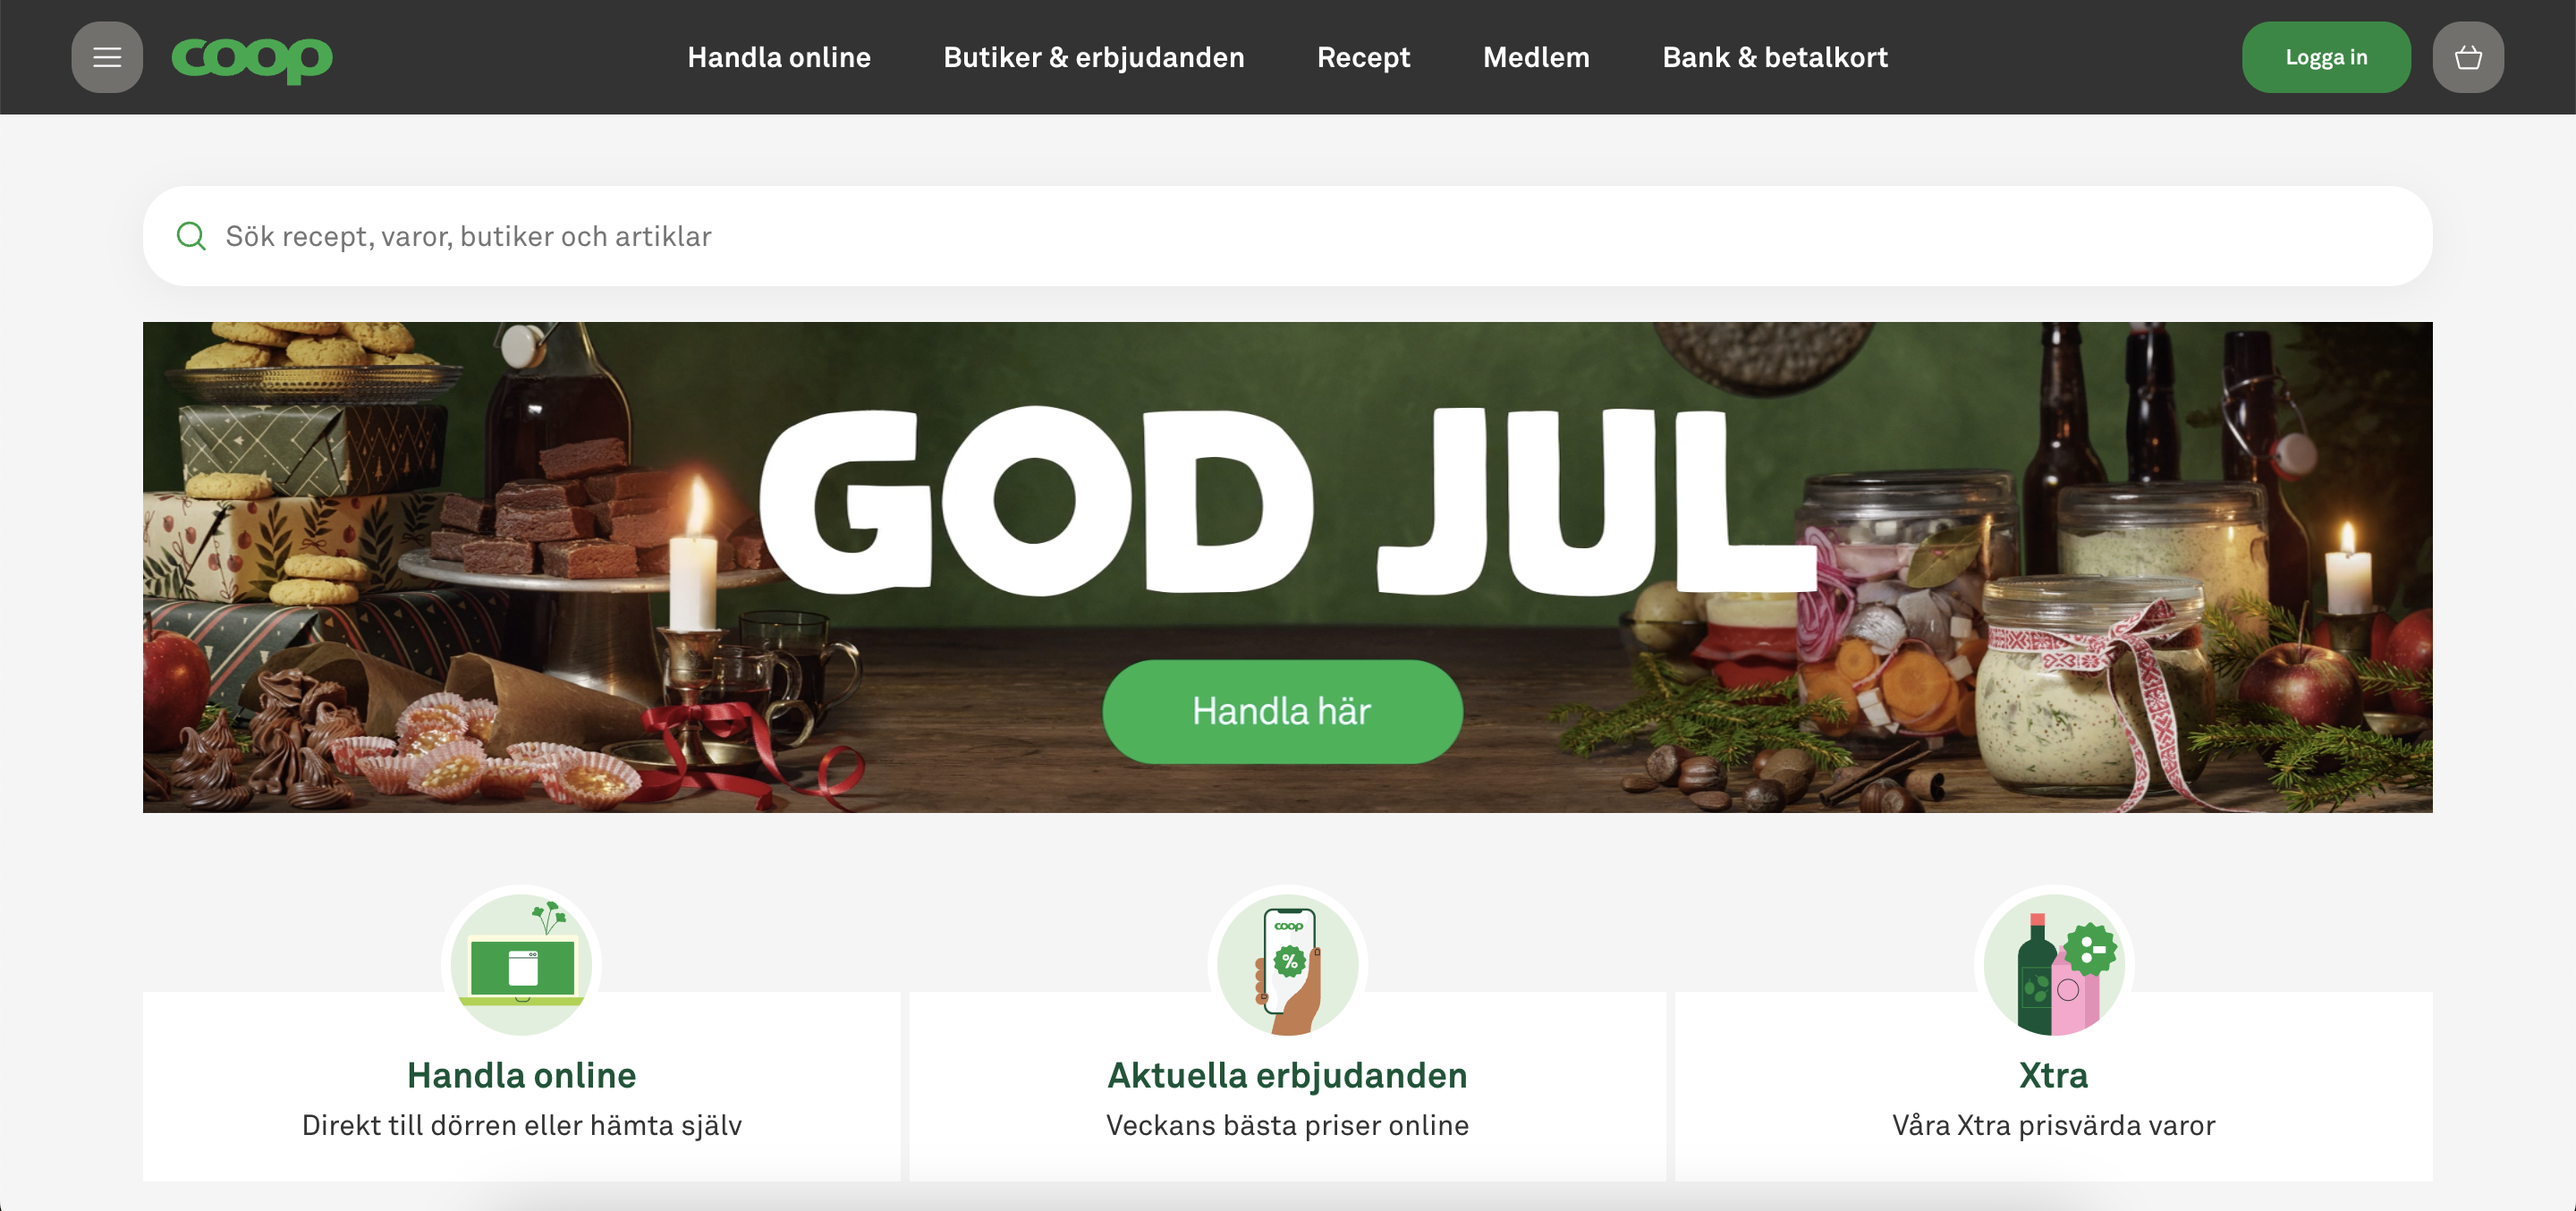 coop
Handla online
Butiker & erbjudanden
Recept
Medlem
Bank & betalkort
Logga in
Sök recept, varor, butiker och artiklar
GOD JUL
Handla här
coop
%
Handla online
Direkt till dörren eller hämta själv
Aktuella erbjudanden
Veckans bästa priser online
Xtra
Våra Xtra prisvärda varor